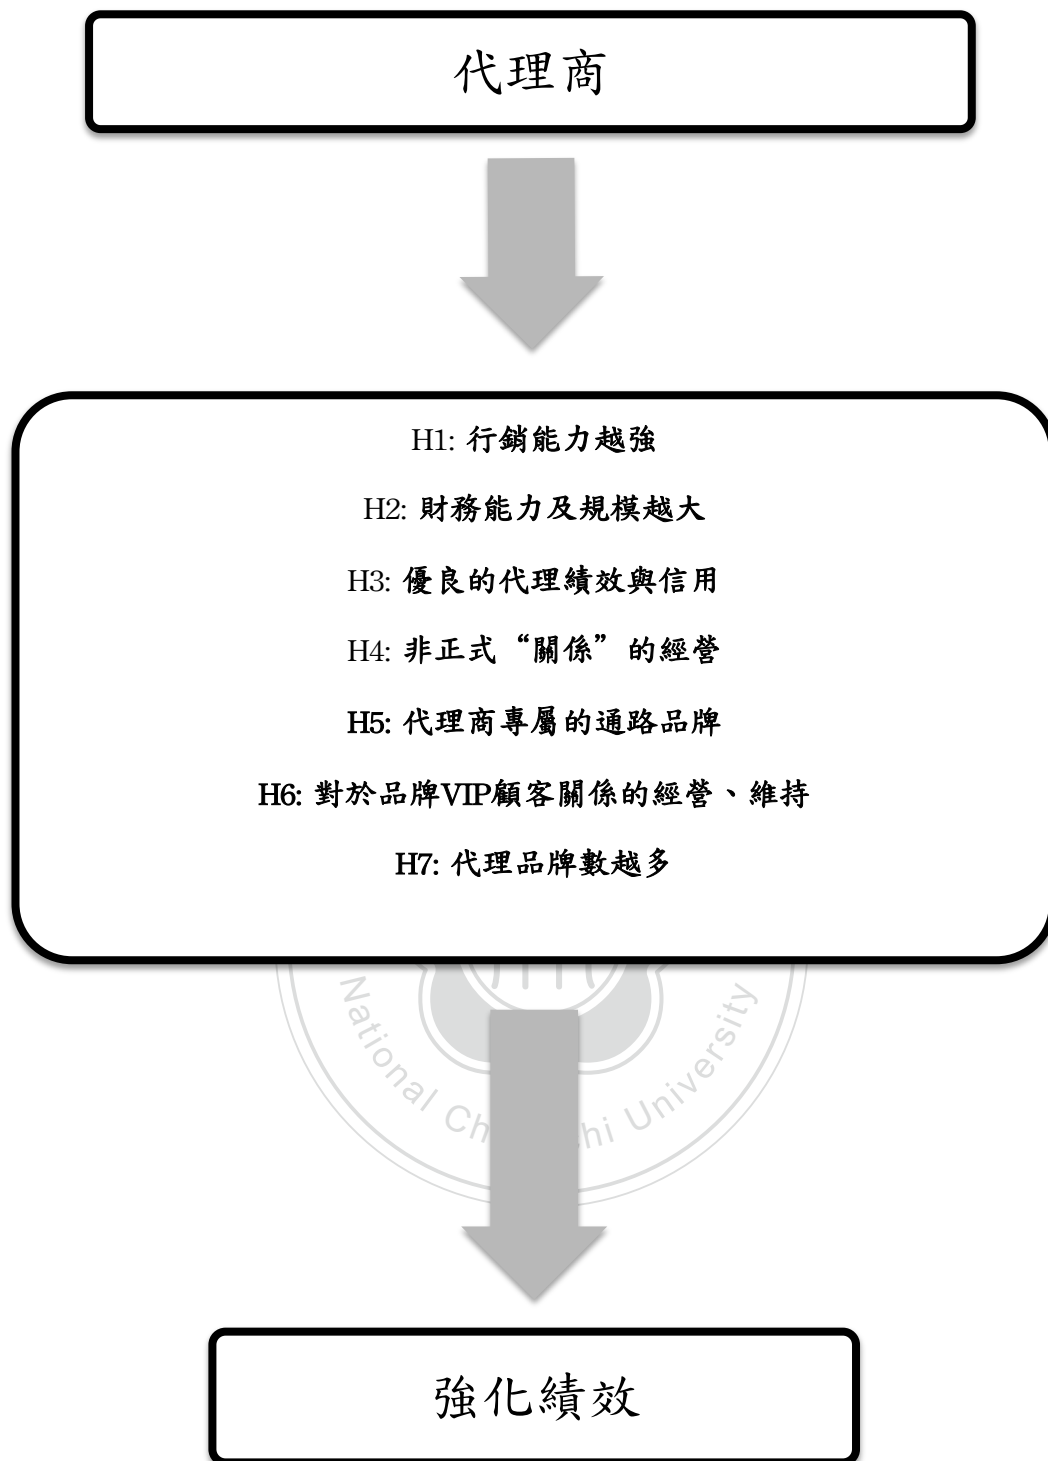 代理商
H1: 行銷能力越強
H2: 財務能力及規模越大
H3: 優良的代理績效與信用
H4: 非正式“關係”的經營
H5: 代理商專屬的通路品牌
H6: 對於品牌VIP顧客關係的經營、維持
H7: 代理品牌數越多
National Ch hi University
強化績效